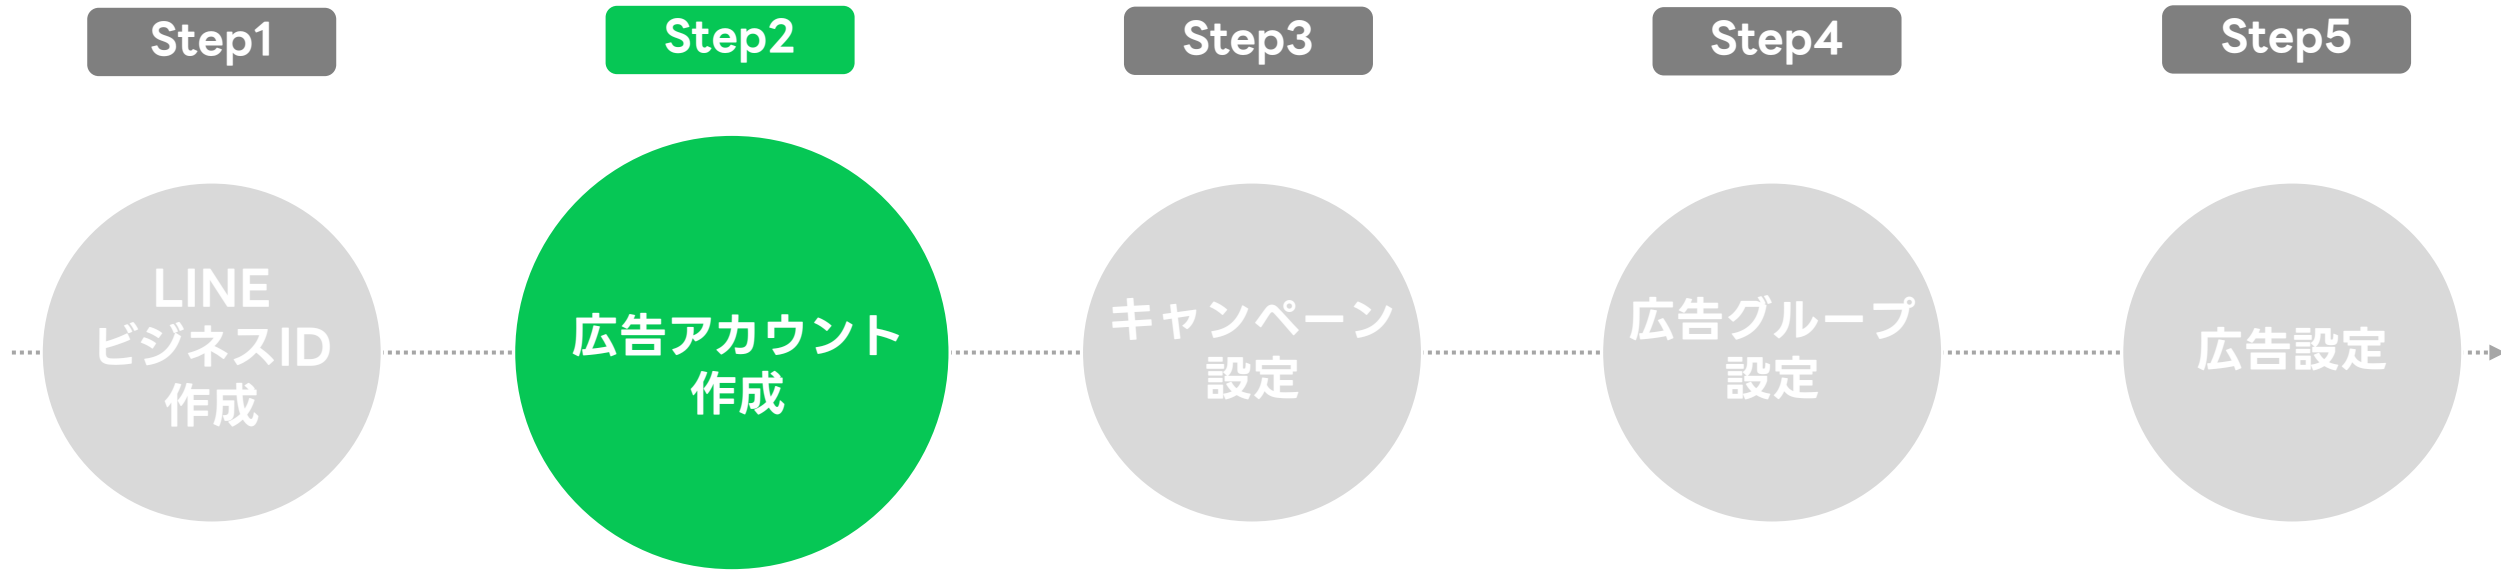 Step1
Step2
Step3
Step4
Step5
LINE
ビジネスID
作成
広告アカウント
作成
キャンペーン
設定
広告グループ
設定
広告設定